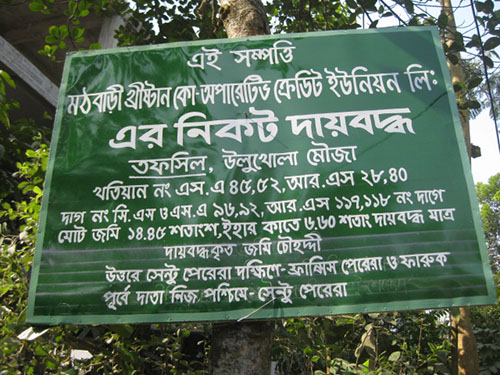 এই সম্পত্তি
মঠবাড়ী খ্রীষ্টান কো-অপারেটিভ ক্রেডিট ইউনিয়ন লি:
এর নিকট দায়বদ্ধ
তফসিল, উলুখোলা মৌজা
খতিয়ান নং এস.এ ৪৫,৫২, আর.এস ২৮,৪০
দাগ নং সি.এস ও এস.এ ৯৬,৯২, আর.এস ১১৭,১১৮ নং দাগে
মোট জমি ১৪.৪৫ শতাংশ,ইহার কাতে ৬.৬০ শতাং দায়বদ্ধ মাত্র
দায়বদ্ধকৃত জমি চৌহদ্দী
উত্তরে সেন্টু পেরেরা দক্ষিণে- ফ্রান্সিস পেরেরা ও ফারুক
পূর্বে দাতা নিজ পশ্চিমে- সেন্টু পেরেরা